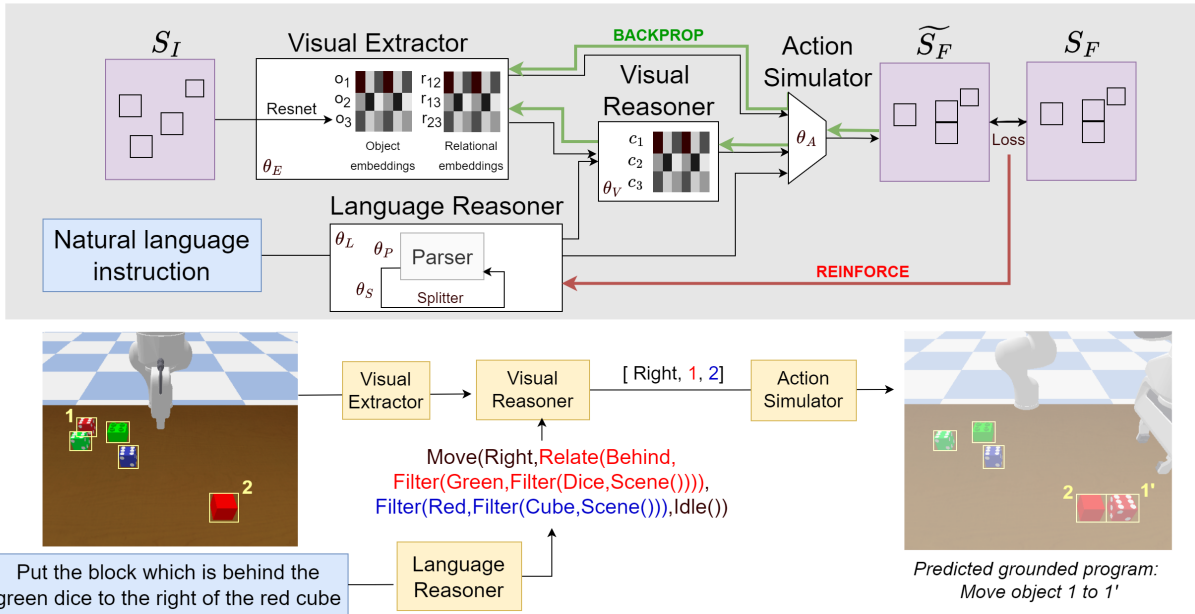 S_I
Visual Extractor
BACKPROP
Action
Simulator
\widetilde{S_F}
S_F
Visual
Reasoner
o1
o2
o3
r12
r13
r23
Resnet
Object
embeddings
Relational
embeddings
θ_E
c1
c2
c3
θ_V
θ_A
Loss
Language Reasoner
Natural language
instruction
θ_L
θ_P
Parser
θ_S
Splitter
REINFORCE
1
2
Visual
Extractor
Visual
Reasoner
[ Right, 1, 2]
Action
Simulator
Move(Right,Relate(Behind,
Filter(Green,Filter(Dice,Scene()))),
Filter(Red,Filter(Cube,Scene())),Idle())
2
1'
Language
Reasoner
Put the block which is behind the
green dice to the right of the red cube
Predicted grounded program:
Move object 1 to 1'